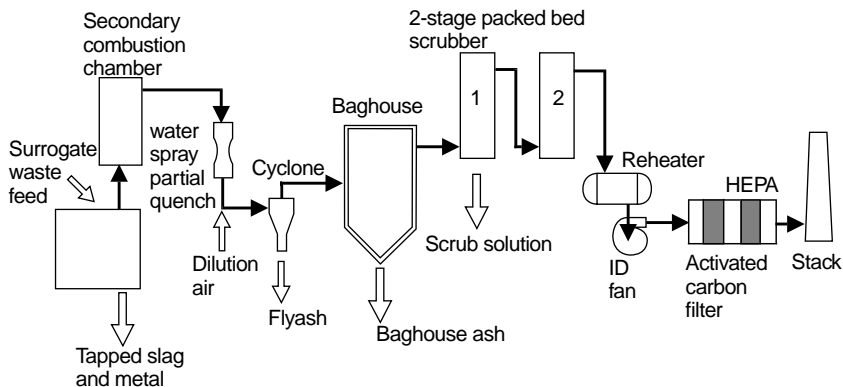 Secondary
combustion
chamber
2-stage packed bed
scrubber
1
2
Baghouse
water
spray
partial
quench
Surrogate
waste
feed
Cyclone
Reheater
HEPA
Dilution
air
Scrub solution
ID
fan
Activated
carbon
filter
Stack
Flyash
Baghouse ash
Tapped slag
and metal